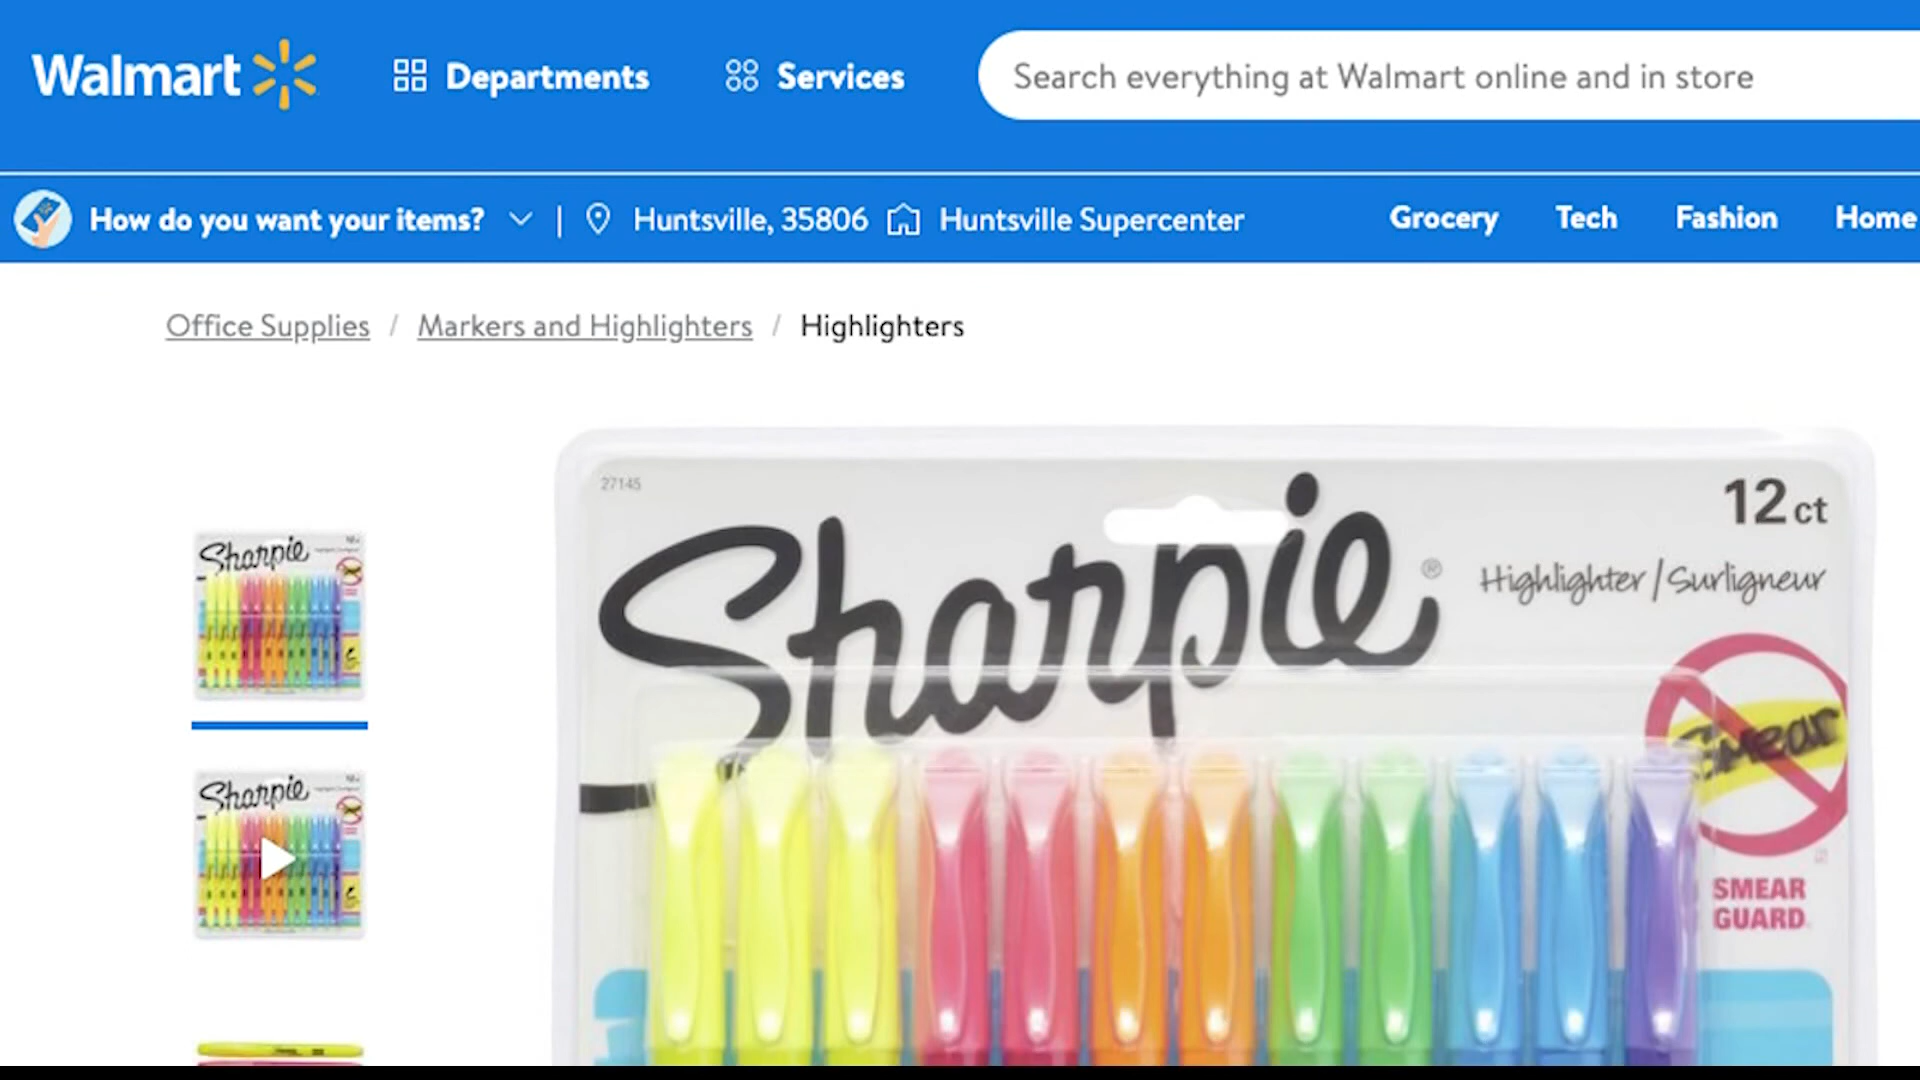 Walmart
Departments
Services
Search everything at Walmart online and in store
How do you want your items?
Huntsville, 35806
Huntsville Supercenter
Grocery
Tech
Fashion
Home
Office Supplies / Markers and Highlighters / Highlighters
27145
Sharpie®
12 ct
Highlighter / Surligneur
Smear
SMEAR
GUARD
Sharpie
Sharpie